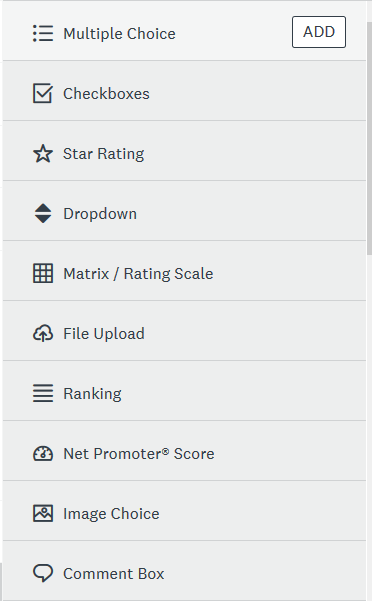 Multiple Choice ADD
Checkboxes
Star Rating
Dropdown
Matrix / Rating Scale
File Upload
Ranking
Net Promoter® Score
Image Choice
Comment Box